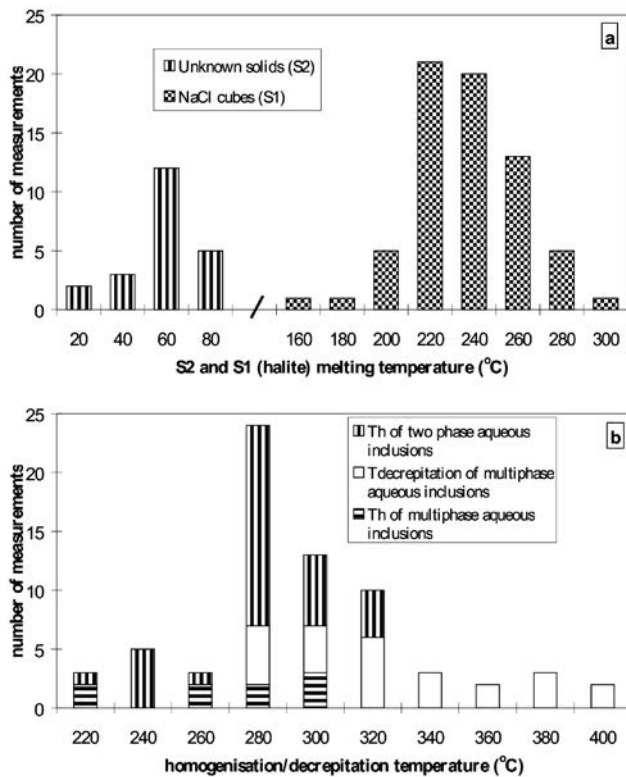 a
25
20
15
10
5
0
number of measurements
Unknown solids (S2)
NaCl cubes (S1)
20 40 60 80 160 180 200 220 240 260 280 300
S2 and S1 (halite) melting temperature (°C)
b
25
20
15
10
5
0
number of measurements
Th of two phase aqueous
inclusions
Tdecrepitation of multiphase
aqueous inclusions
Th of multiphase aqueous
inclusions
220 240 260 280 300 320 340 360 380 400
homogenisation/decrepitation temperature (°C)